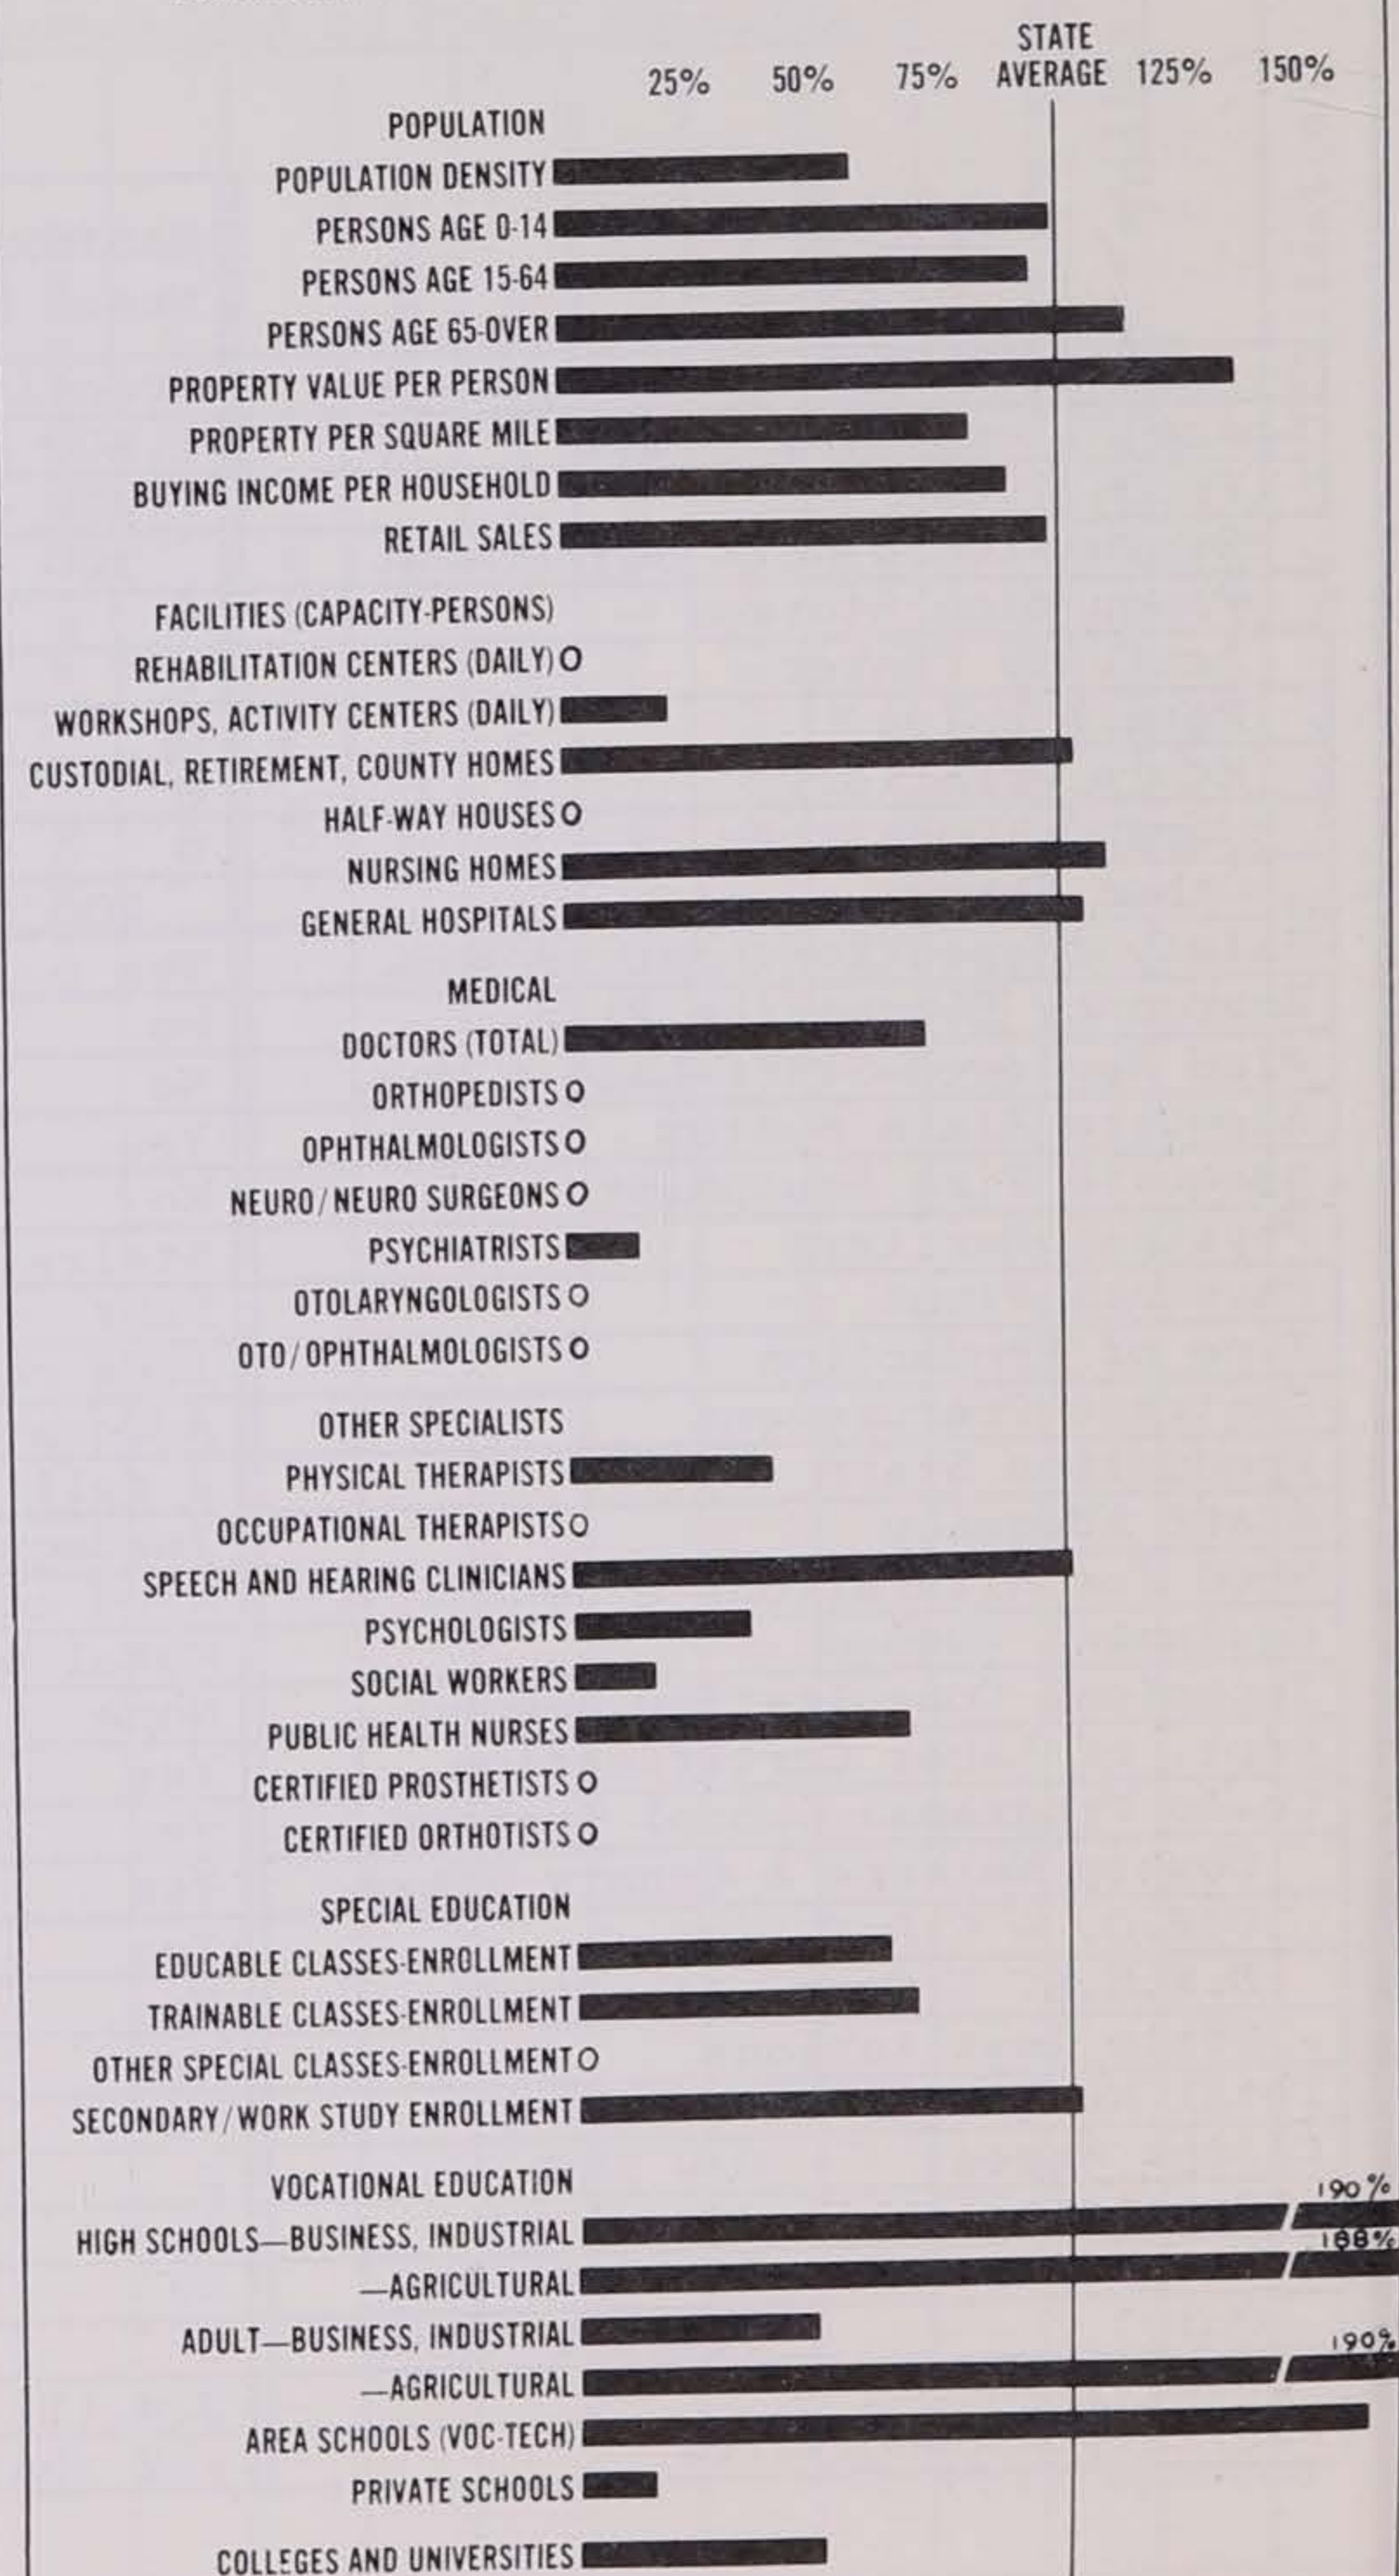 STATE
25% 50% 75% AVERAGE 125% 150%
POPULATION
POPULATION DENSITY
PERSONS AGE 0-14
PERSONS AGE 15-64
PERSONS AGE 65-OVER
PROPERTY VALUE PER PERSON
PROPERTY PER SQUARE MILE
BUYING INCOME PER HOUSEHOLD
RETAIL SALES
FACILITIES (CAPACITY-PERSONS)
REHABILITATION CENTERS (DAILY) O
WORKSHOPS, ACTIVITY CENTERS (DAILY)
CUSTODIAL, RETIREMENT, COUNTY HOMES
HALF-WAY HOUSES O
NURSING HOMES
GENERAL HOSPITALS
MEDICAL
DOCTORS (TOTAL)
ORTHOPEDISTS O
OPHTHALMOLOGISTS O
NEURO/NEURO SURGEONS O
PSYCHIATRISTS
OTOLARYNGOLOGISTS O
OTO/OPHTHALMOLOGISTS O
OTHER SPECIALISTS
PHYSICAL THERAPISTS
OCCUPATIONAL THERAPISTS O
SPEECH AND HEARING CLINICIANS
PSYCHOLOGISTS
SOCIAL WORKERS
PUBLIC HEALTH NURSES
CERTIFIED PROSTHETISTS O
CERTIFIED ORTHOTISTS O
SPECIAL EDUCATION
EDUCABLE CLASSES-ENROLLMENT
TRAINABLE CLASSES-ENROLLMENT
OTHER SPECIAL CLASSES-ENROLLMENT O
SECONDARY/WORK STUDY ENROLLMENT
VOCATIONAL EDUCATION
190%
HIGH SCHOOLS—BUSINESS, INDUSTRIAL
188%
—AGRICULTURAL
ADULT—BUSINESS, INDUSTRIAL
190%
—AGRICULTURAL
AREA SCHOOLS (VOC-TECH)
PRIVATE SCHOOLS
COLLEGES AND UNIVERSITIES